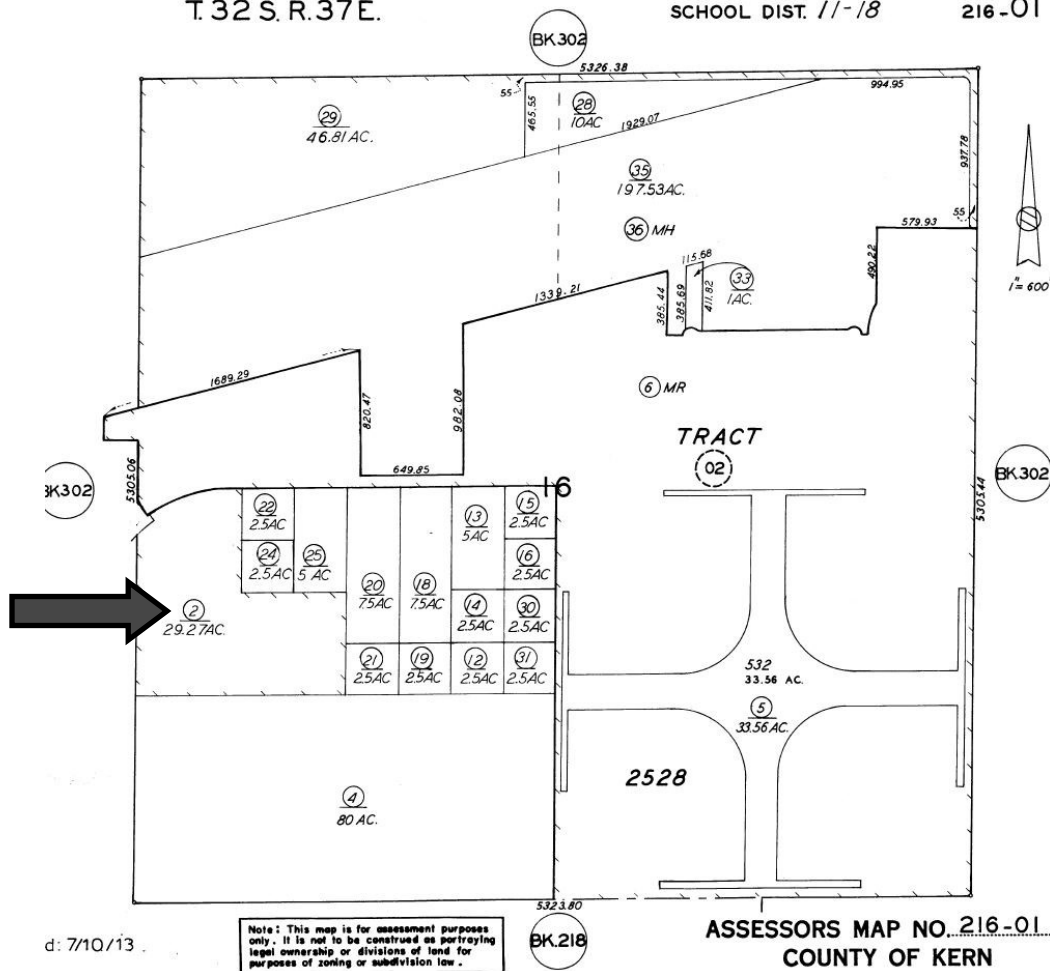 T. 32 S. R. 37 E.
SCHOOL DIST. 11-18
216-01
BK.302
5326.38
994.95
55
465.55
28
10AC
29
46.81 AC.
1929.07
937.78
35
197.53AC.
55
579.93
36 MH
490.22
1"=600'
115.68
33
1AC.
1339.21
385.44
385.69
411.82
1689.29
6 MR
820.47
982.08
TRACT
02
649.85
BK302
5305.06
16
BK.302
5305.44
22
2.5AC
13
5AC
15
2.5AC
24
2.5AC
25
5 AC
16
2.5AC
20
7.5AC
18
7.5AC
2
29.27AC.
14
2.5AC
30
2.5AC
21
2.5AC
19
2.5AC
12
2.5AC
31
2.5AC
532
33.56 AC.
5
33.56 AC.
2528
4
80 AC.
5323.80
d: 7/10/13.
Note: This map is for assessment purposes
only. It is not to be construed as portraying
legal ownership or divisions of land for
purposes of zoning or subdivision law.
BK.218
ASSESSORS MAP NO. 216-01
COUNTY OF KERN